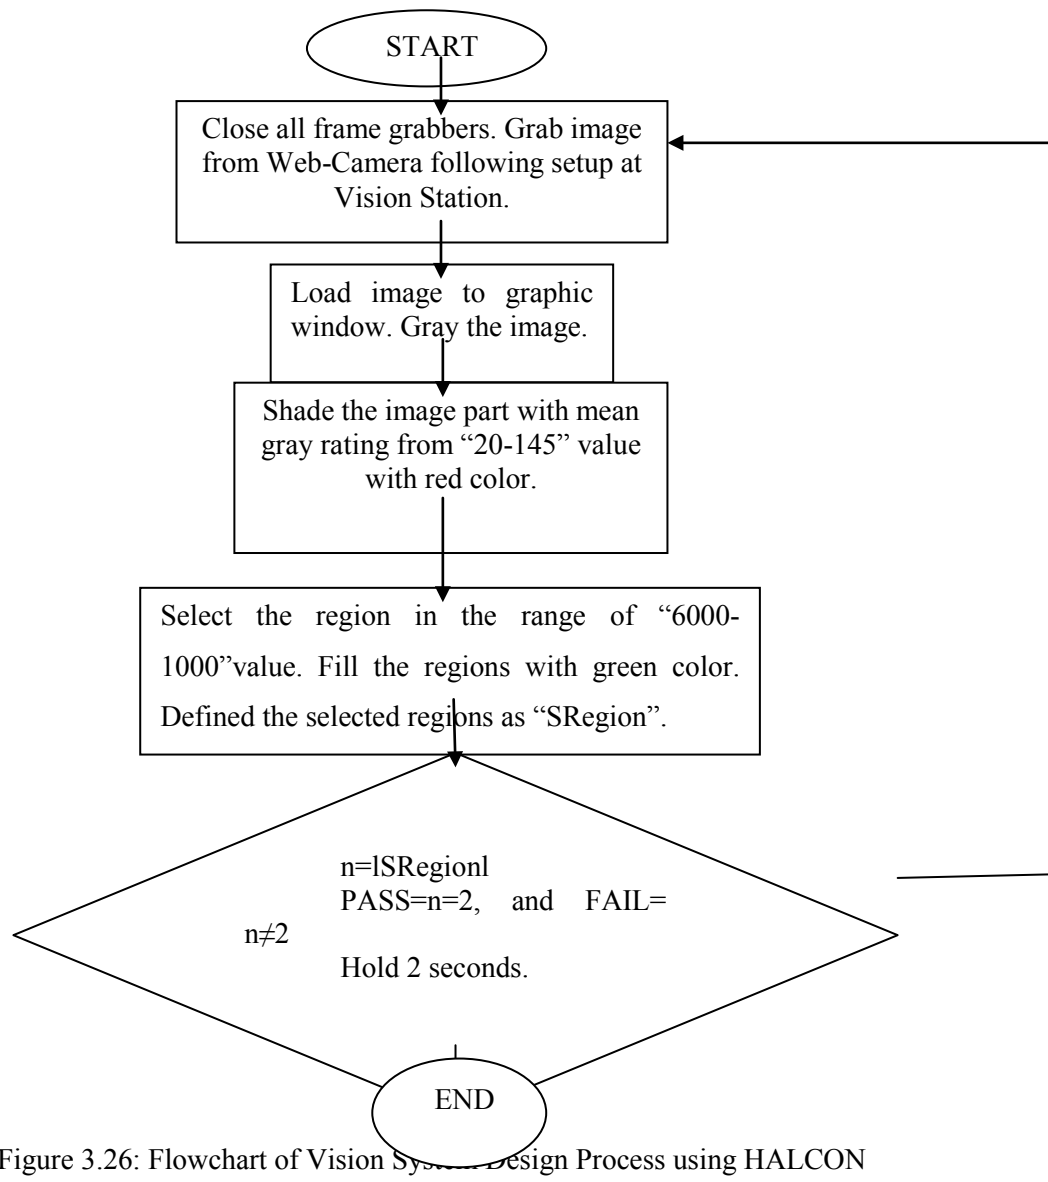 START
Close all frame grabbers. Grab image
from Web-Camera following setup at
Vision Station.
Load image to graphic
window. Gray the image.
Shade the image part with mean
gray rating from “20-145” value
with red color.
Select the region in the range of “6000-
1000”value. Fill the regions with green color.
Defined the selected regions as “SRegion”.
n=lSRegionl
PASS=n=2, and FAIL=
n≠2
Hold 2 seconds.
END
Figure 3.26: Flowchart of Vision System Design Process using HALCON